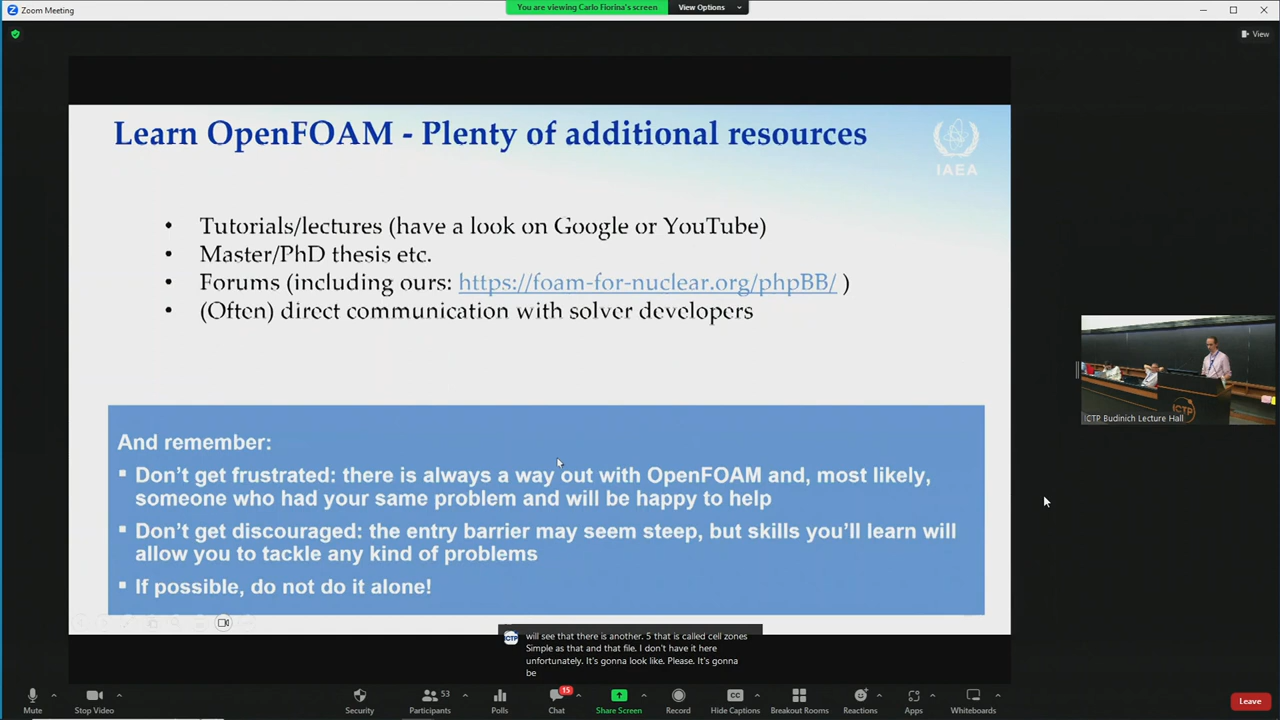 Zoom Meeting
You are viewing Carlo Fiorina's screen
View Options
View
Learn OpenFOAM - Plenty of additional resources
IAEA
• Tutorials/lectures (have a look on Google or YouTube)
• Master/PhD thesis etc.
• Forums (including ours: https://foam-for-nuclear.org/phpBB/ )
• (Often) direct communication with solver developers
And remember:
▪ Don't get frustrated: there is always a way out with OpenFOAM and, most likely,
someone who had your same problem and will be happy to help
▪ Don't get discouraged: the entry barrier may seem steep, but skills you'll learn will
allow you to tackle any kind of problems
▪ If possible, do not do it alone!
ICTP
ICTP Budinich Lecture Hall
ICTP
will see that there is another. 5 that is called cell zones
Simple as that and that file. I don't have it here
unfortunately. It's gonna look like. Please. It's gonna
be
Mute
Stop Video
Security
53
Participants
Polls
15
Chat
Share Screen
Record
CC
Hide Captions
Breakout Rooms
Reactions
Apps
Whiteboards
Leave